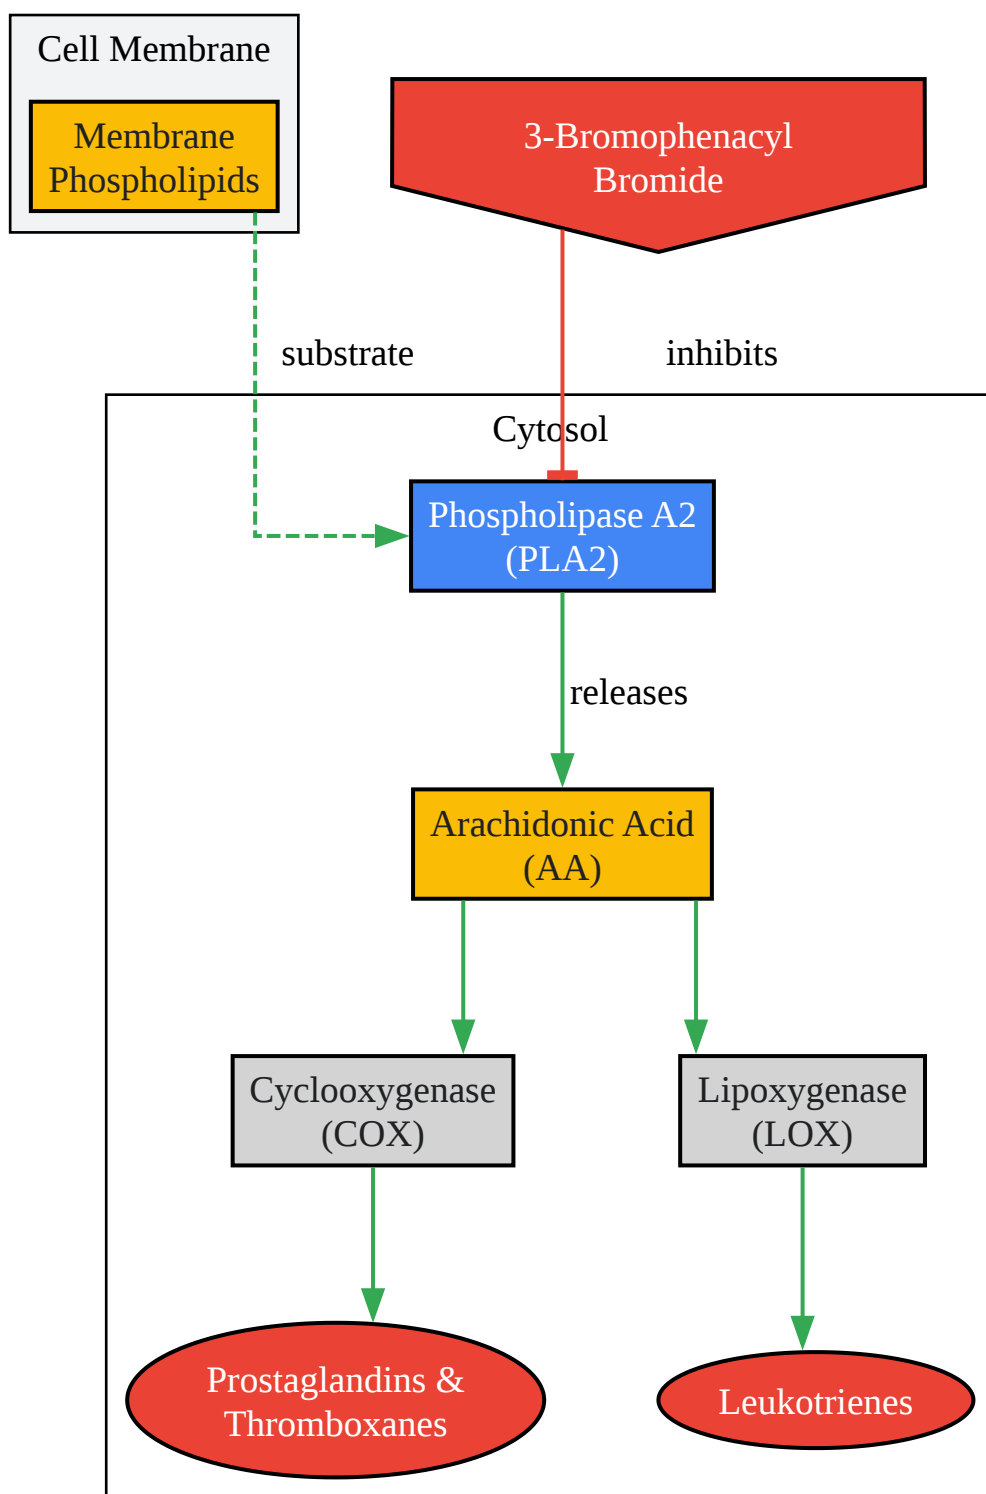 Cell Membrane
Membrane
Phospholipids
3-Bromophenacyl
Bromide
substrate
inhibits
Cytosol
Phospholipase A2
(PLA2)
releases
Arachidonic Acid
(AA)
Cyclooxygenase
(COX)
Lipoxygenase
(LOX)
Prostaglandins &
Thromboxanes
Leukotrienes